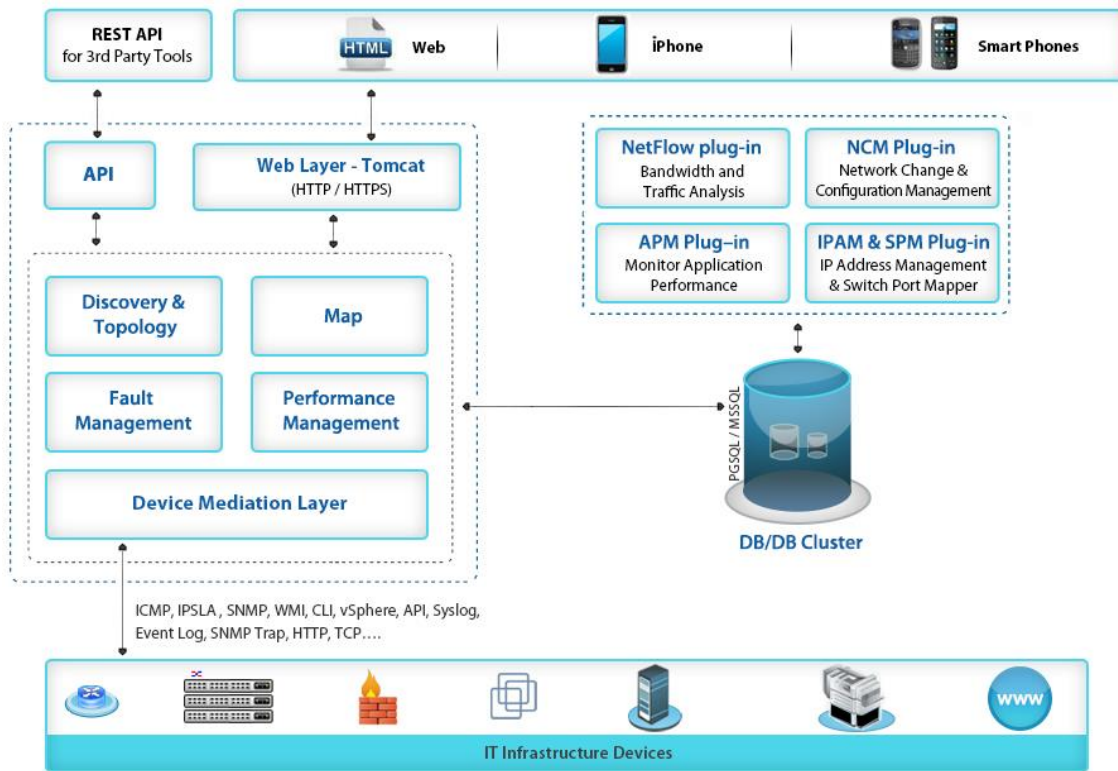 REST API
for 3rd Party Tools
HTML
Web
iPhone
Smart Phones
API
Web Layer - Tomcat
(HTTP / HTTPS)
NetFlow plug-in
Bandwidth and
Traffic Analysis
NCM Plug-in
Network Change &
Configuration Management
APM Plug–in
Monitor Application
Performance
IPAM & SPM Plug-in
IP Address Management
& Switch Port Mapper
Discovery &
Topology
Map
Fault
Management
Performance
Management
Device Mediation Layer
PGSQL / MSSQL
DB/DB Cluster
ICMP, IPSLA , SNMP, WMI, CLI, vSphere, API, Syslog,
Event Log, SNMP Trap, HTTP, TCP....
WWW
IT Infrastructure Devices